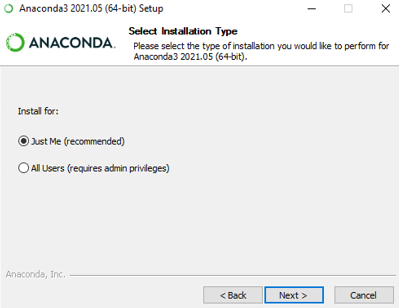 Anaconda3 2021.05 (64-bit) Setup
ANACONDA.
Select Installation Type
Please select the type of installation you would like to perform for
Anaconda3 2021.05 (64-bit).
Install for:
Just Me (recommended)
All Users (requires admin privileges)
Anaconda, Inc.
< Back
Next >
Cancel